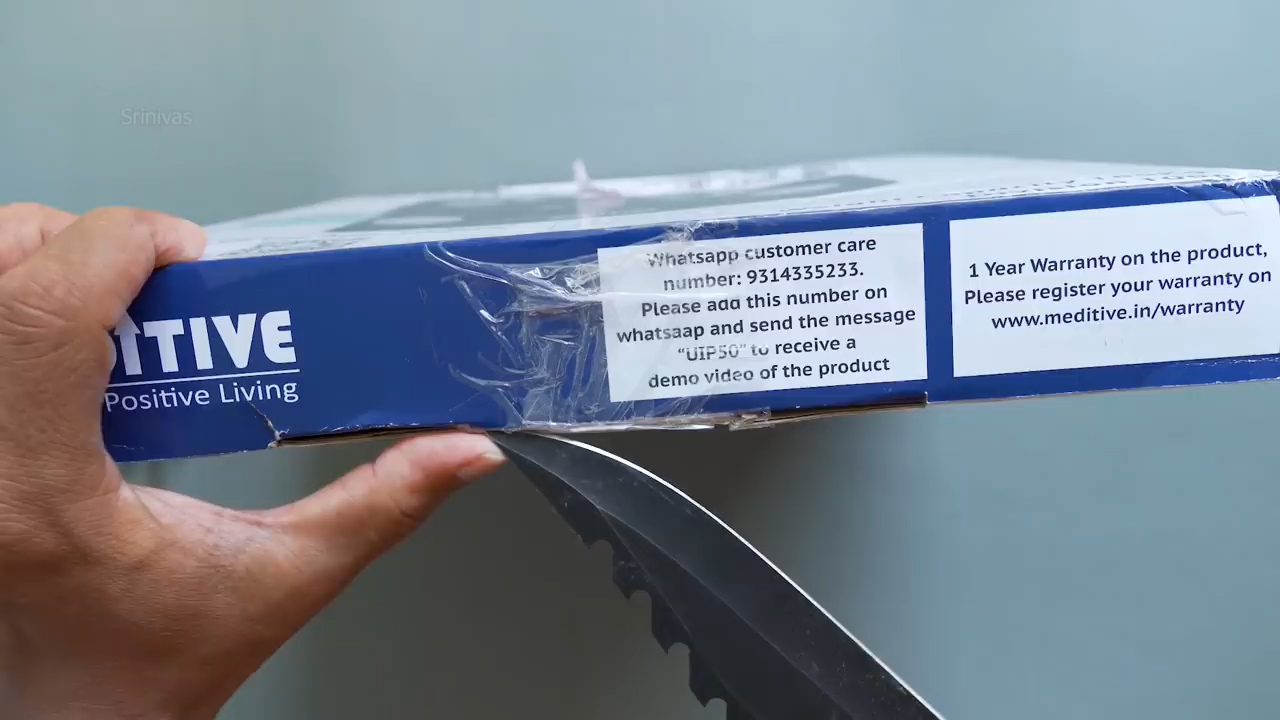 Srinivas
Positive Living
Whatsapp customer care
number: 9314335233.
Please add this number on
whatsaap and send the message
“UIP50” to receive a
demo video of the product
1 Year Warranty on the product,
Please register your warranty on
www.meditive.in/warranty